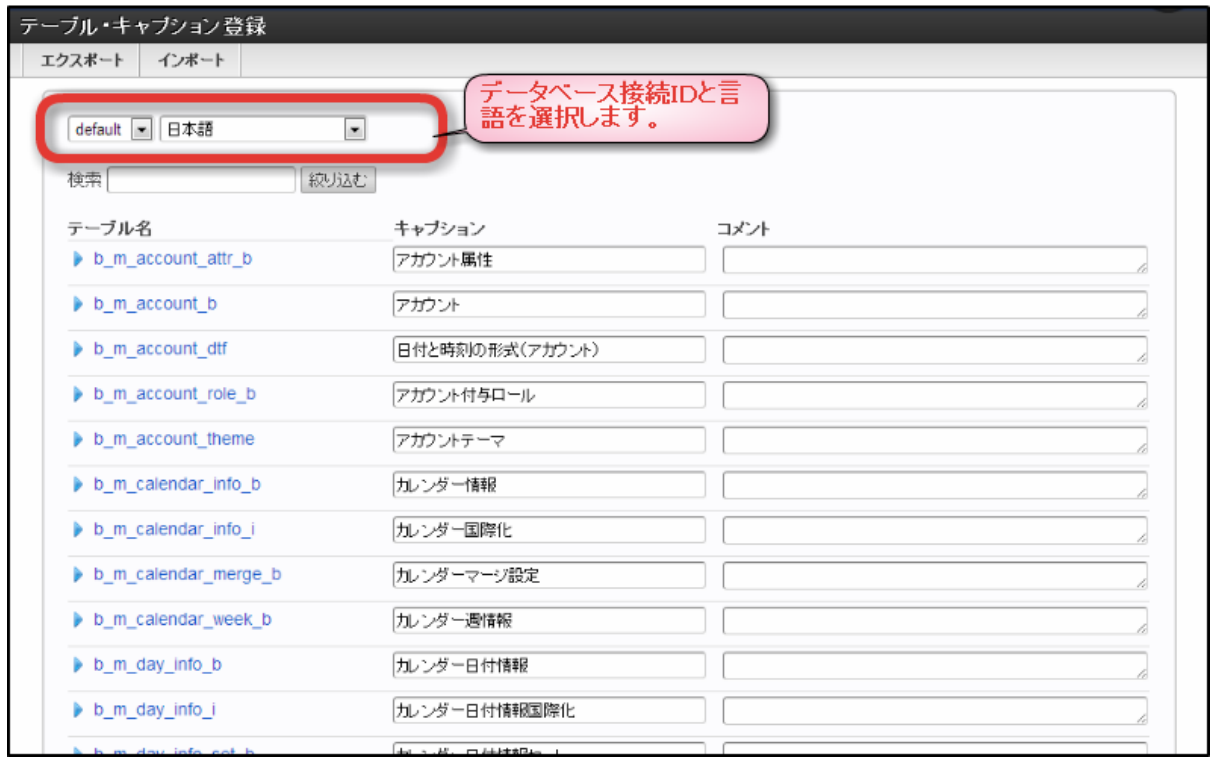 テーブル・キャプション登録
エクスポート インポート
データベース接続IDと言
語を選択します。
default 日本語
検索 絞り込む
テーブル名 キャプション コメント
b_m_account_attr_b アカウント属性
b_m_account_b アカウント
b_m_account_dtf 日付と時刻の形式(アカウント)
b_m_account_role_b アカウント付与ロール
b_m_account_theme アカウントテーマ
b_m_calendar_info_b カレンダー情報
b_m_calendar_info_i カレンダー国際化
b_m_calendar_merge_b カレンダーマージ設定
b_m_calendar_week_b カレンダー週情報
b_m_day_info_b カレンダー日付情報
b_m_day_info_i カレンダー日付情報国際化